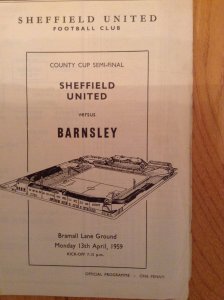 SHEFFIELD UNITED
FOOTBALL CLUB
COUNTY CUP SEMI-FINAL
SHEFFIELD
UNITED
versus
BARNSLEY
Bramall Lane Ground
Monday 13th April, 1959
KICK-OFF 7.15 p.m.
OFFICIAL PROGRAMME - ONE PENNY